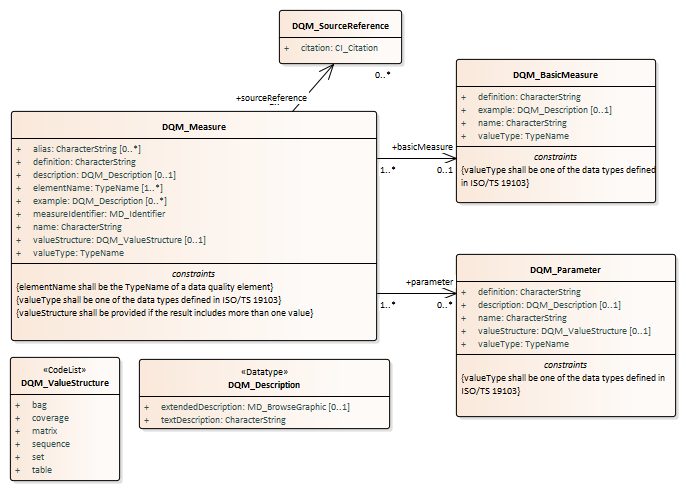 DQM_SourceReference
+ citation: CI_Citation
0..*
+sourceReference
DQM_BasicMeasure
+ definition: CharacterString
+ example: DQM_Description [0..1]
+ name: CharacterString
+ valueType: TypeName
constraints
{valueType shall be one of the data types defined
in ISO/TS 19103}
DQM_Measure
+ alias: CharacterString [0..*]
+ definition: CharacterString
+ description: DQM_Description [0..1]
+ elementName: TypeName [1..*]
+ example: DQM_Description [0..*]
+ measureIdentifier: MD_Identifier
+ name: CharacterString
+ valueStructure: DQM_ValueStructure [0..1]
+ valueType: TypeName
constraints
{elementName shall be the TypeName of a data quality element}
{valueType shall be one of the data types defined in ISO/TS 19103}
{valueStructure shall be provided if the result includes more than one value}
+basicMeasure
1..*
0..1
+parameter
1..*
0..*
DQM_Parameter
+ definition: CharacterString
+ description: DQM_Description [0..1]
+ name: CharacterString
+ valueStructure: DQM_ValueStructure [0..1]
+ valueType: TypeName
constraints
{valueType shall be one of the data types defined in
ISO/TS 19103}
«CodeList»
DQM_ValueStructure
+ bag
+ coverage
+ matrix
+ sequence
+ set
+ table
«Datatype»
DQM_Description
+ extendedDescription: MD_BrowseGraphic [0..1]
+ textDescription: CharacterString